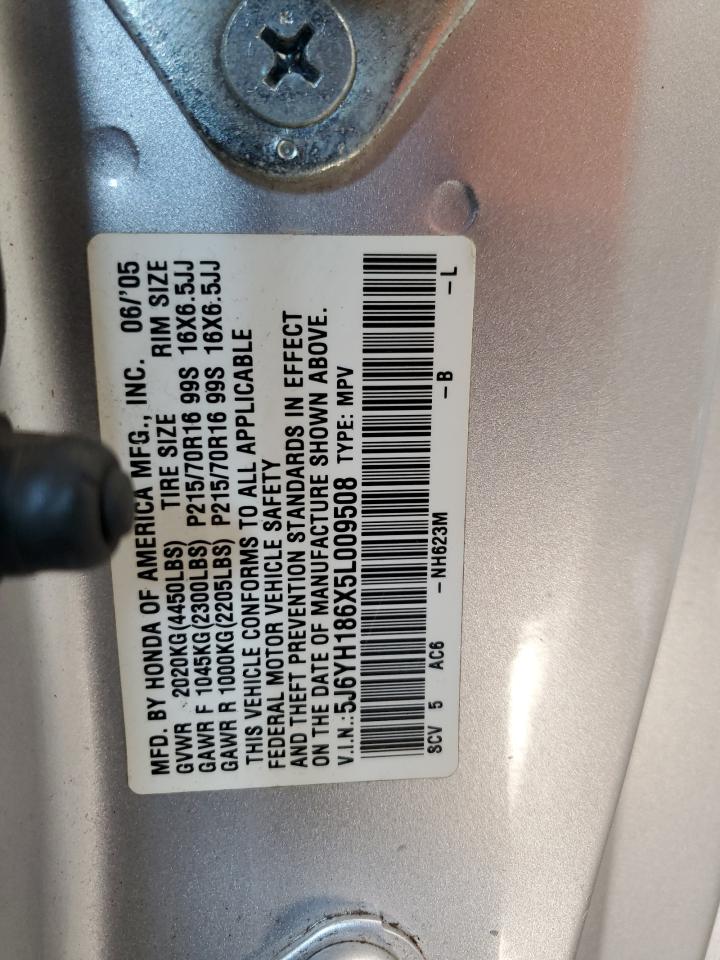 MFD. BY HONDA OF AMERICA MFG., INC. 06/'05
GVWR 2020KG(4450LBS) TIRE SIZE RIM SIZE
GAWR F 1045KG(2300LBS) P215/70R16 99S 16X6.5JJ
GAWR R 1000KG(2205LBS) P215/70R16 99S 16X6.5JJ
THIS VEHICLE CONFORMS TO ALL APPLICABLE
FEDERAL MOTOR VEHICLE SAFETY
AND THEFT PREVENTION STANDARDS IN EFFECT
ON THE DATE OF MANUFACTURE SHOWN ABOVE.
V.I.N.:5J6YH186X5L009508 TYPE: MPV
SCV 5 AC6 -NH623M -B -L